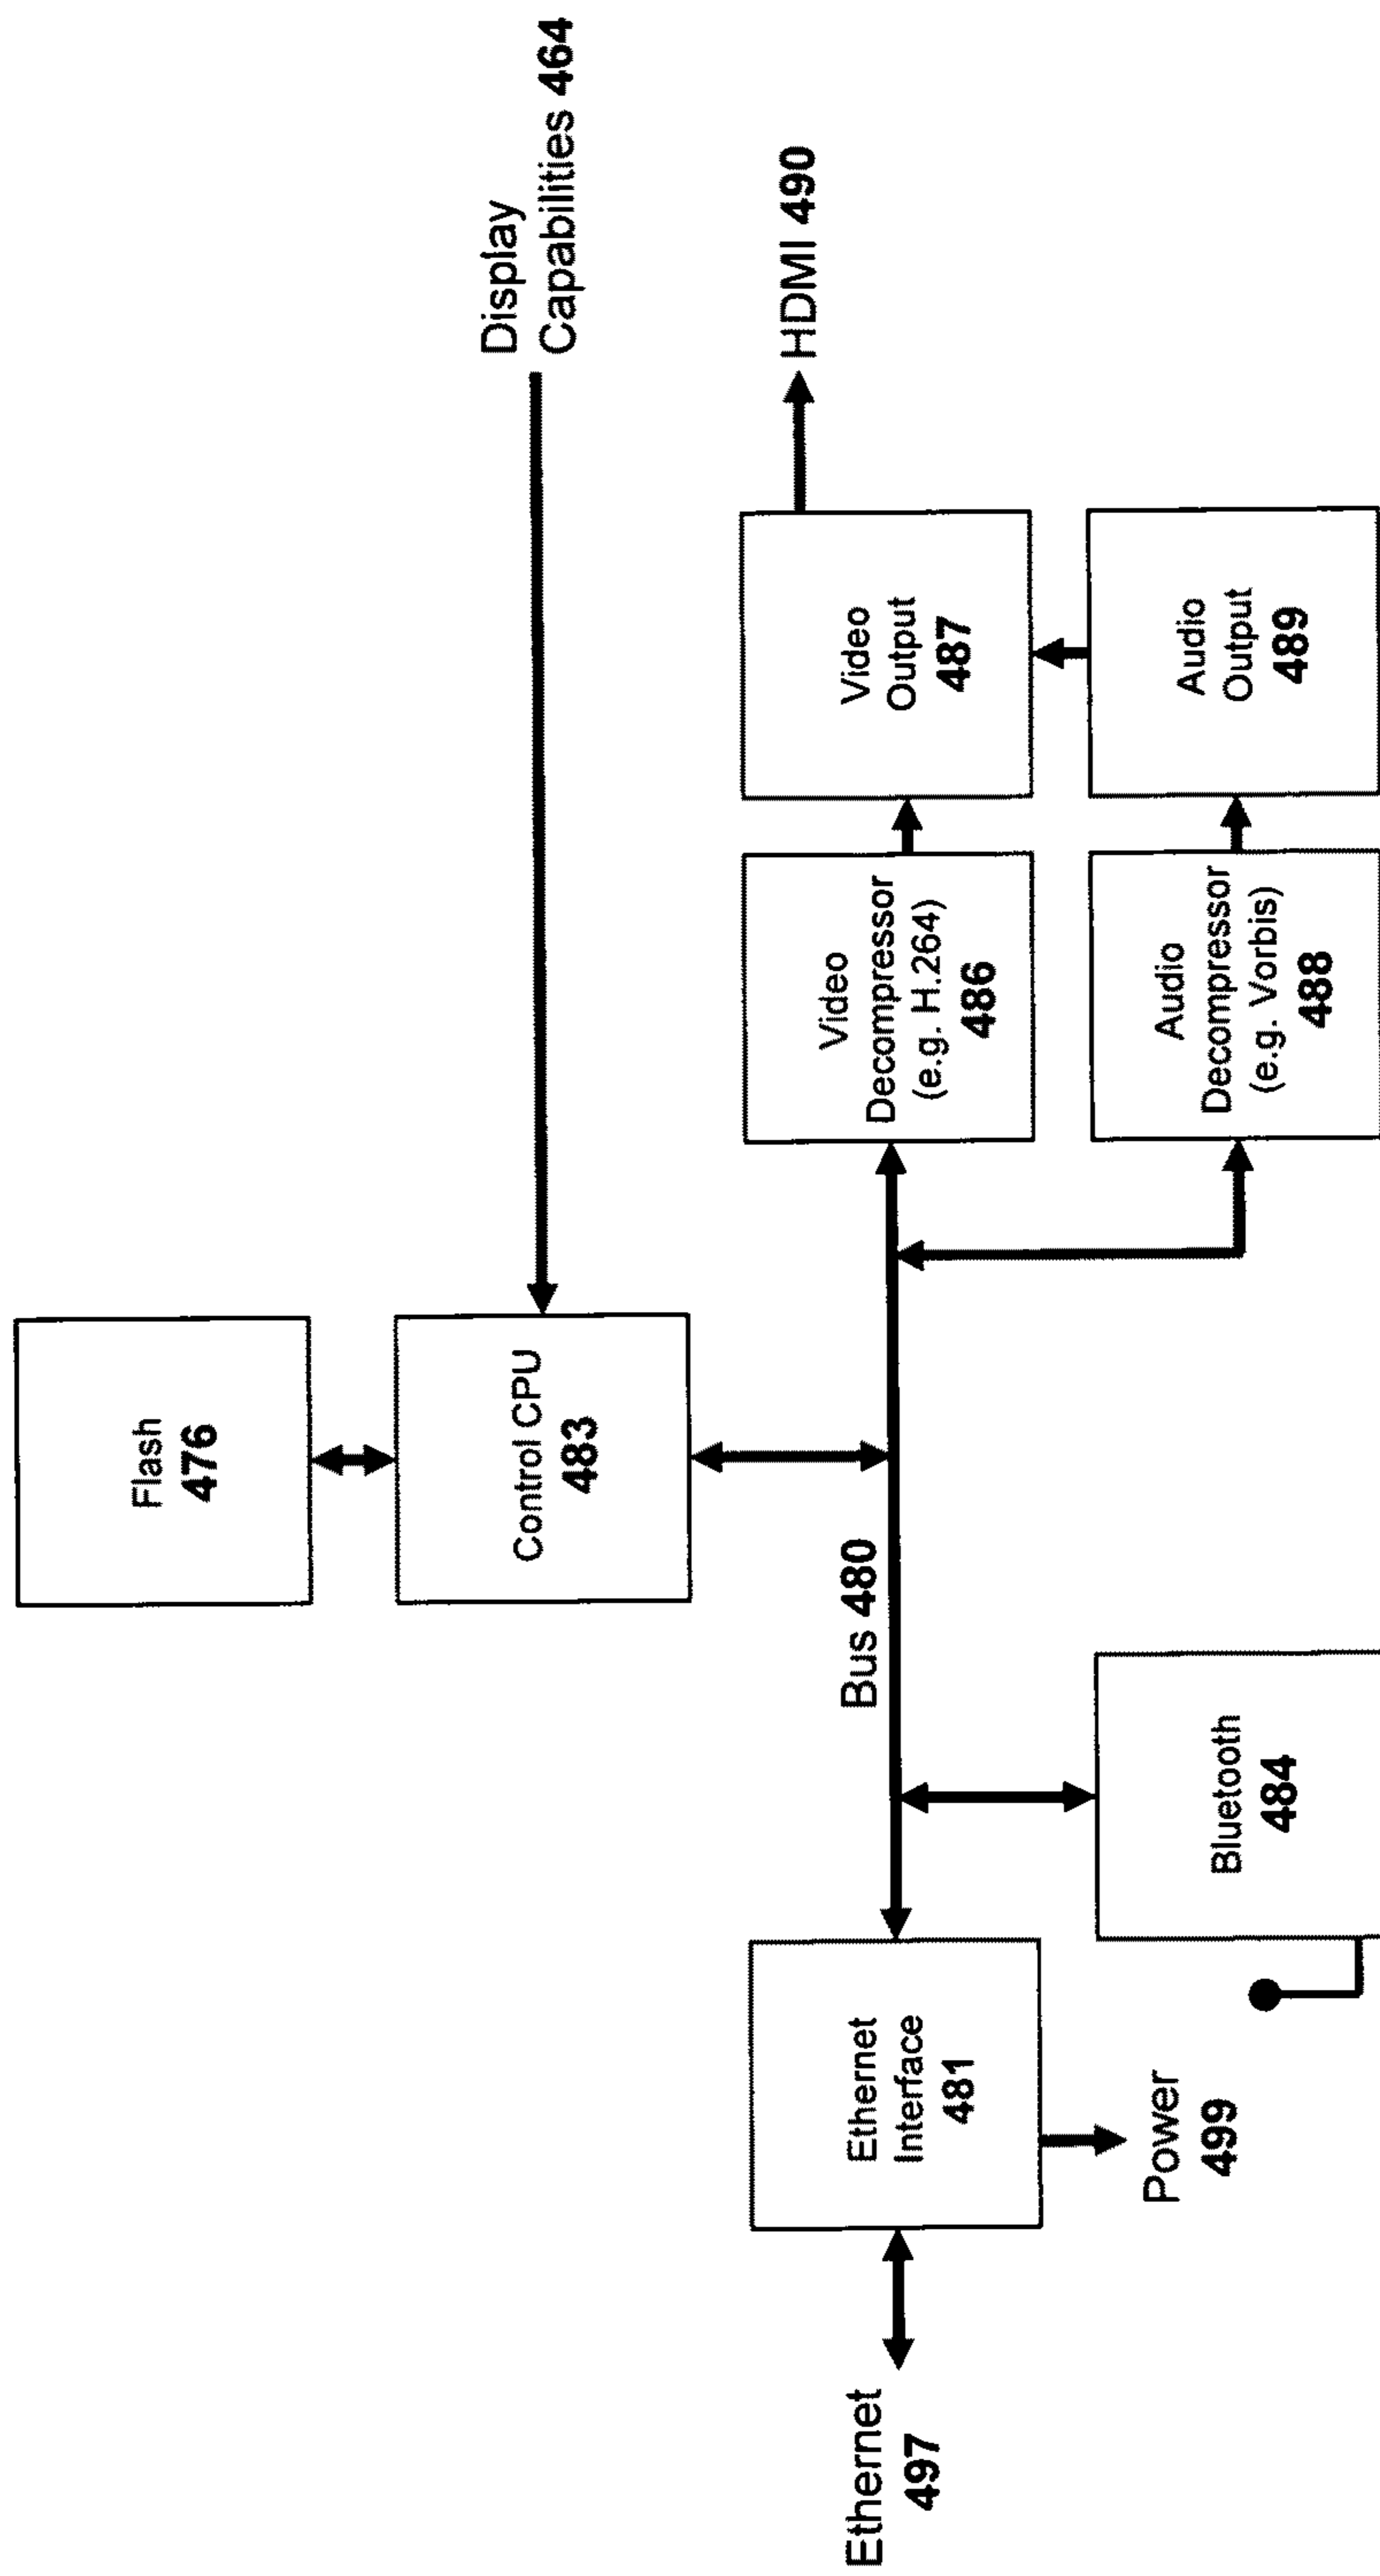 Flash
476
Display
Capabilities 464
Control CPU
483
HDMI 490
Bus 480
Ethernet
497
Ethernet
Interface
481
Video
Decompressor
(e.g. H.264)
486
Video
Output
487
Power
499
Bluetooth
484
Audio
Decompressor
(e.g. Vorbis)
488
Audio
Output
489